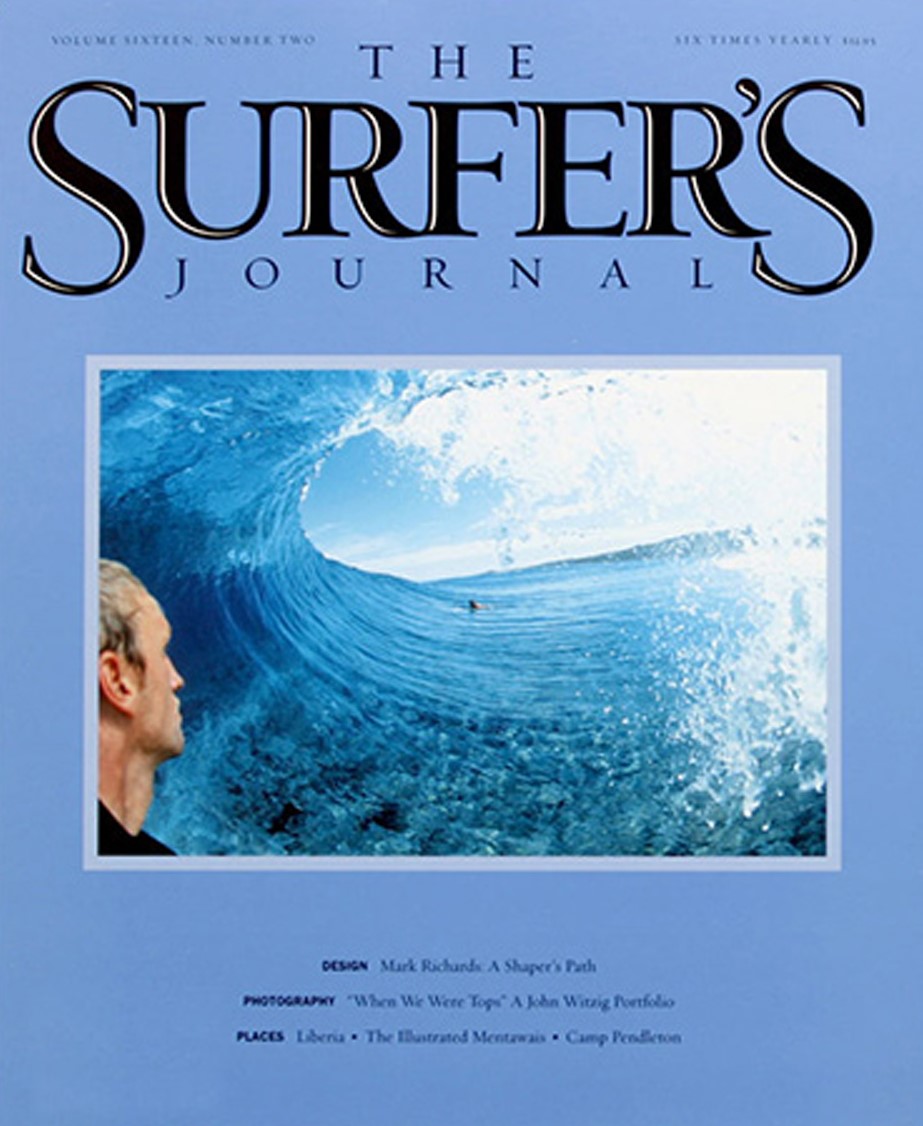 VOLUME SIXTEEN, NUMBER TWO
SIX TIMES YEARLY
THE
SURFER'S
JOURNAL
DESIGN Mark Richards: A Shaper's Path
PHOTOGRAPHY "When We Were Tops" A John Witzig Portfolio
PLACES Liberia • The Illustrated Mentawais • Camp Pendleton